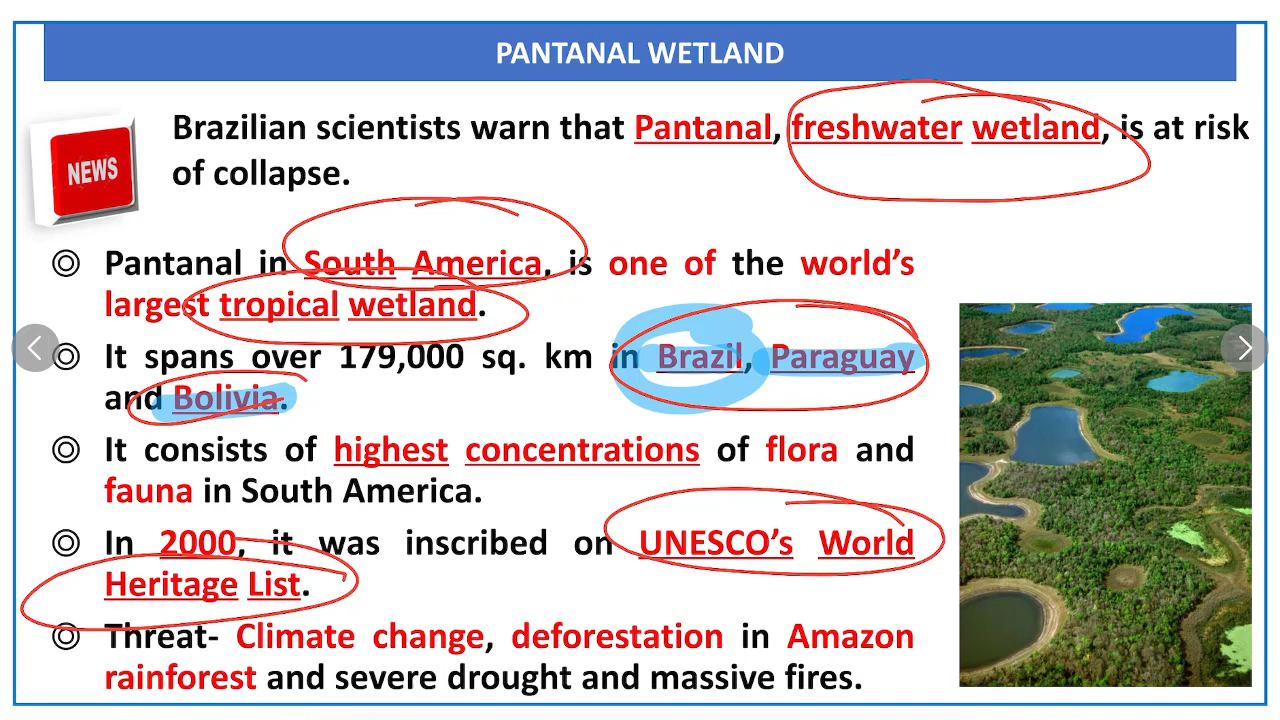 PANTANAL WETLAND
NEWS
Brazilian scientists warn that Pantanal, freshwater wetland, is at risk
of collapse.
◎ Pantanal in South America, is one of the world's
largest tropical wetland.
◎ It spans over 179,000 sq. km in Brazil, Paraguay
and Bolivia.
◎ It consists of highest concentrations of flora and
fauna in South America.
◎ In 2000, it was inscribed on UNESCO's World
Heritage List.
◎ Threat- Climate change, deforestation in Amazon
rainforest and severe drought and massive fires.